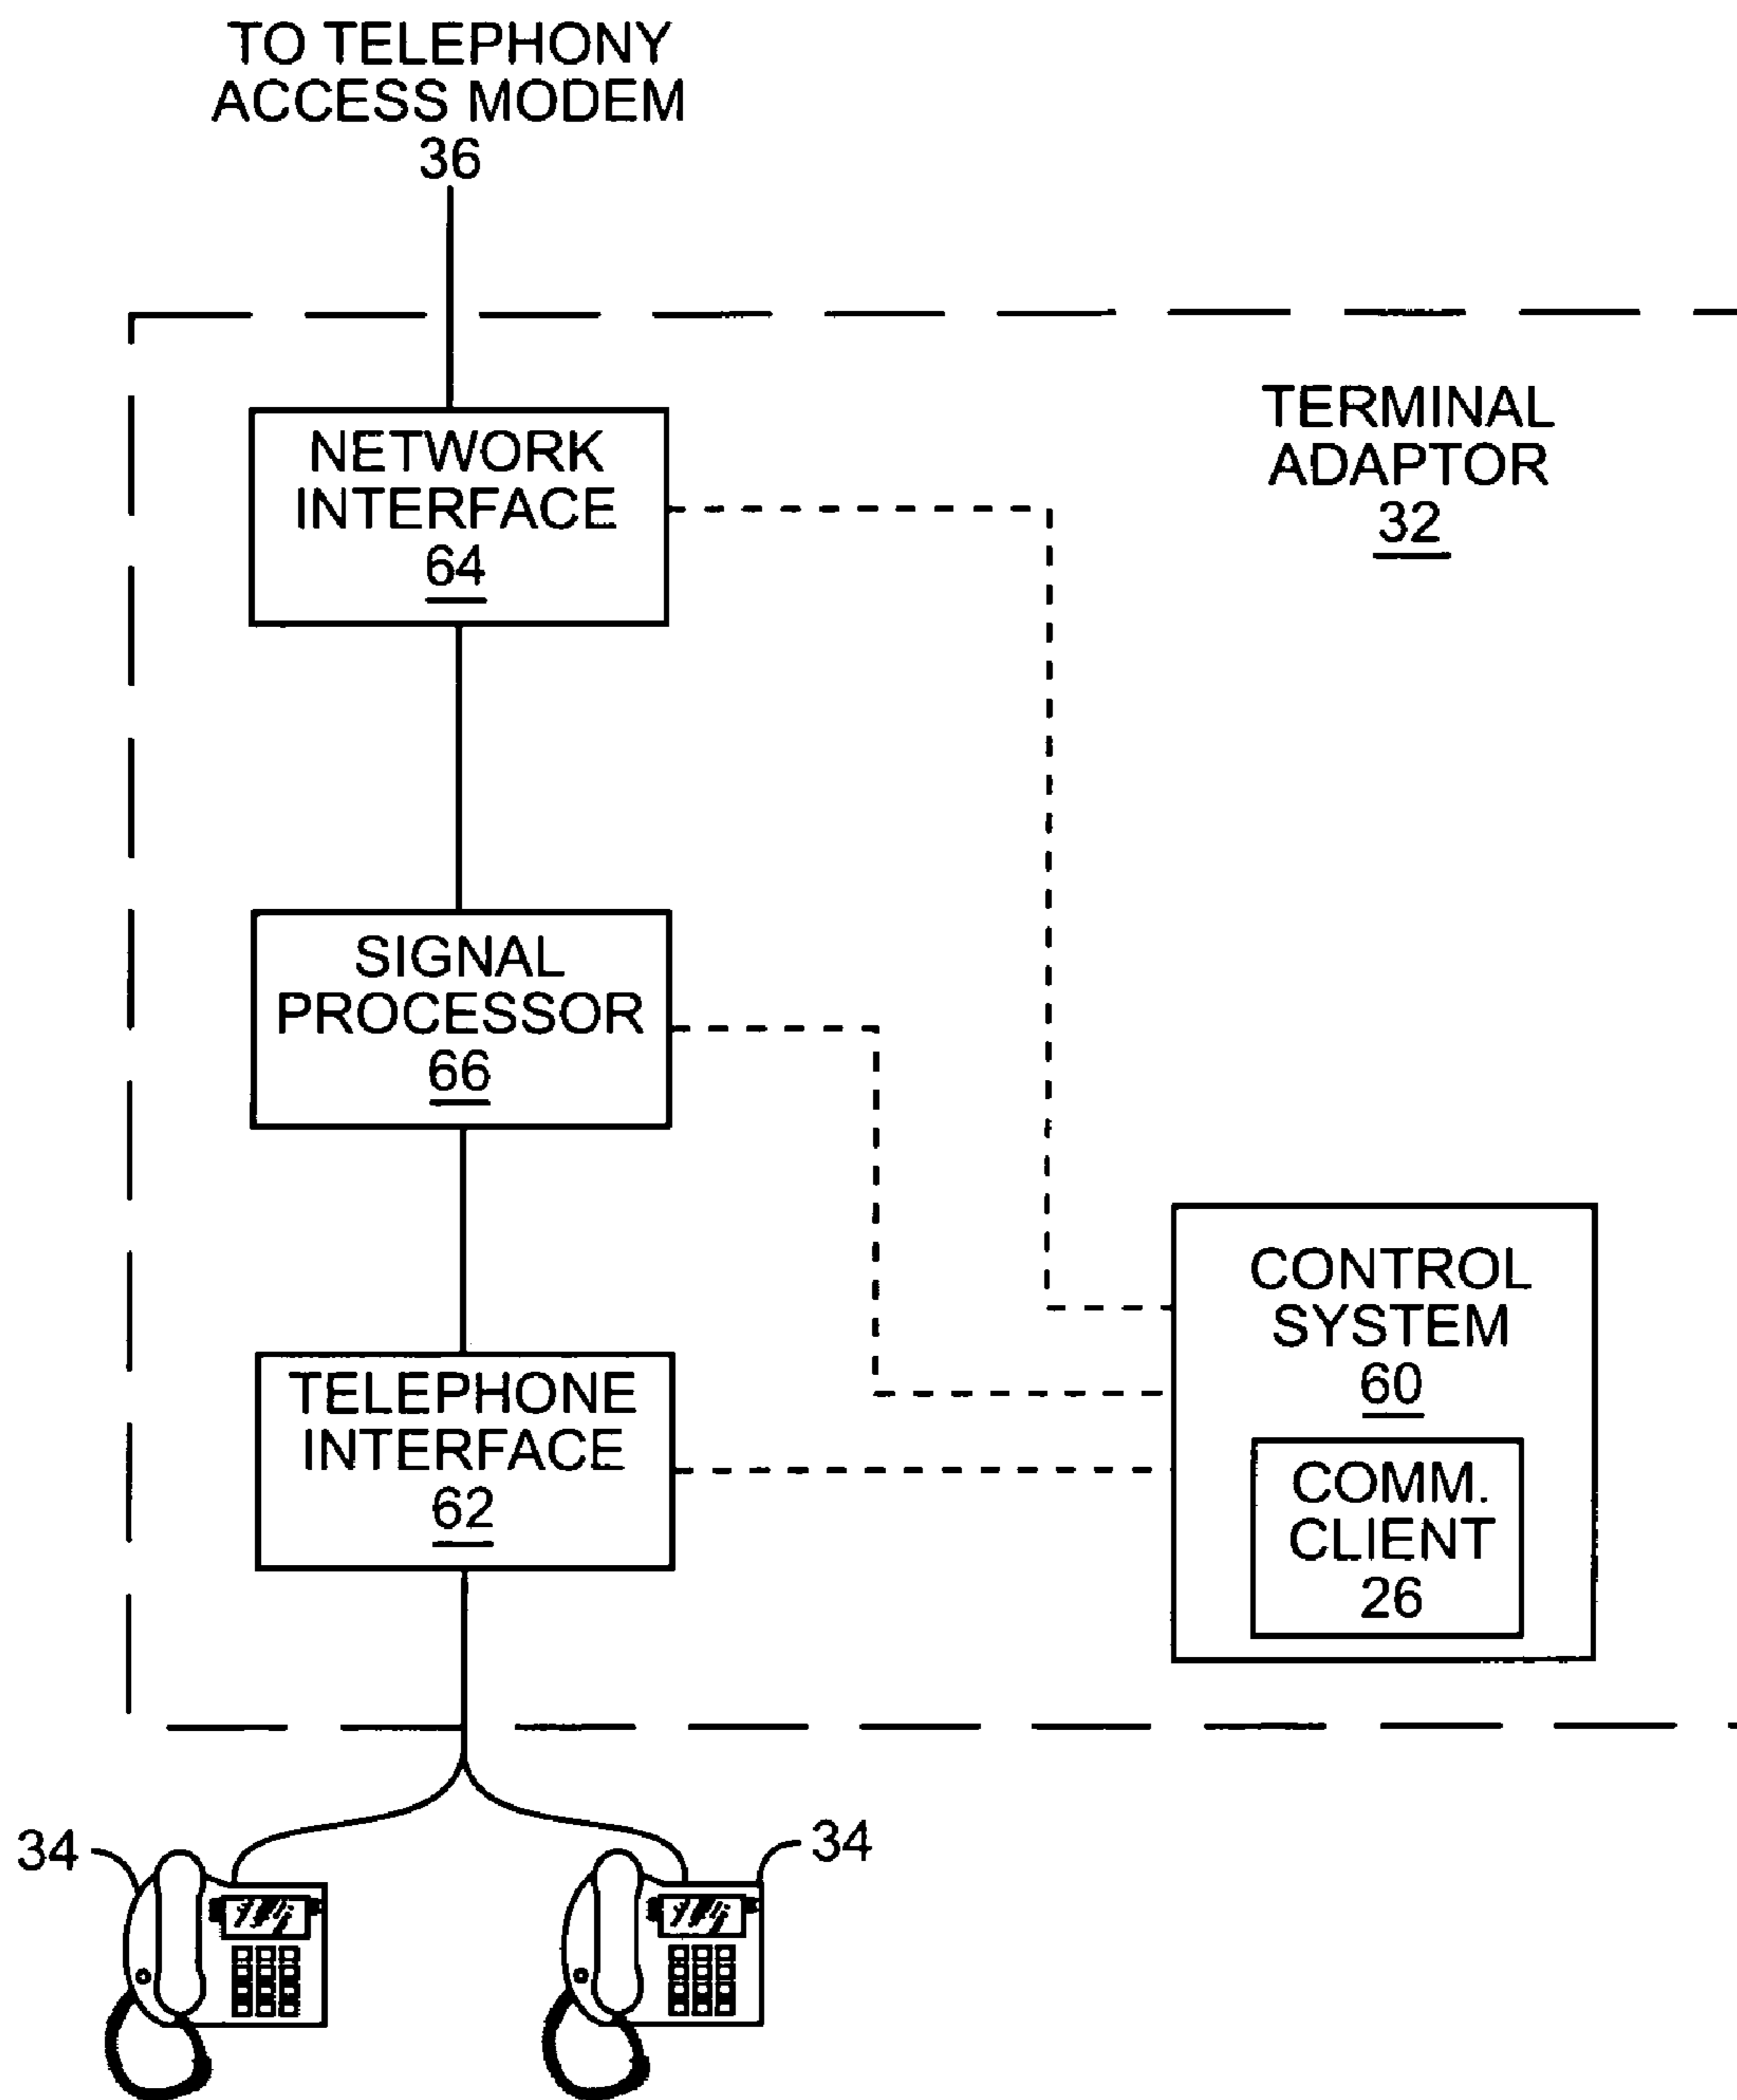 TO TELEPHONY
ACCESS MODEM
36
TERMINAL
ADAPTOR
32
NETWORK
INTERFACE
64
SIGNAL
PROCESSOR
66
CONTROL
SYSTEM
60
TELEPHONE
INTERFACE
62
COMM.
CLIENT
26
34
34